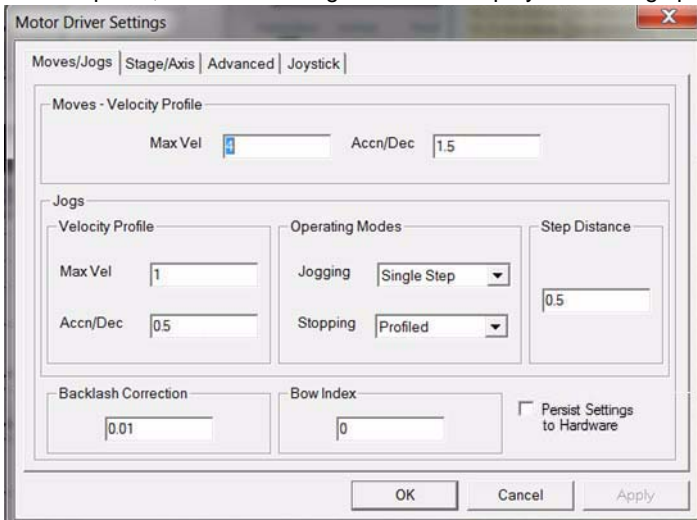 Motor Driver Settings
Moves/Jogs Stage/Axis Advanced Joystick
Moves - Velocity Profile
Max Vel 4 Accn/Dec 1.5
Jogs
Velocity Profile Operating Modes Step Distance
Max Vel 1 Jogging Single Step
0.5
Accn/Dec 0.5 Stopping Profiled
Backlash Correction Bow Index
0.01 0 Persist Settings
to Hardware
OK Cancel Apply